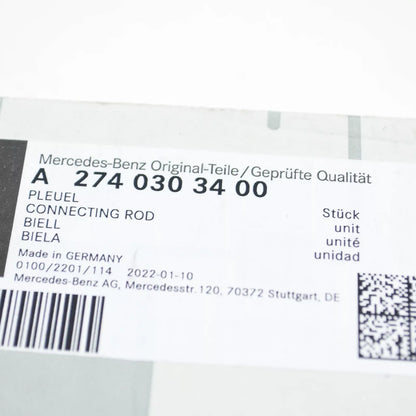 Mercedes-Benz Original-Teile/Geprüfte Qualität
A 274 030 34 00
PLEUEL
CONNECTING ROD
BIELL
BIELA
Stück
unit
unité
unidad
Made in GERMANY
0100/2201/114 2022-01-10
Mercedes-Benz AG, Mercedesstr.120, 70372 Stuttgart, DE